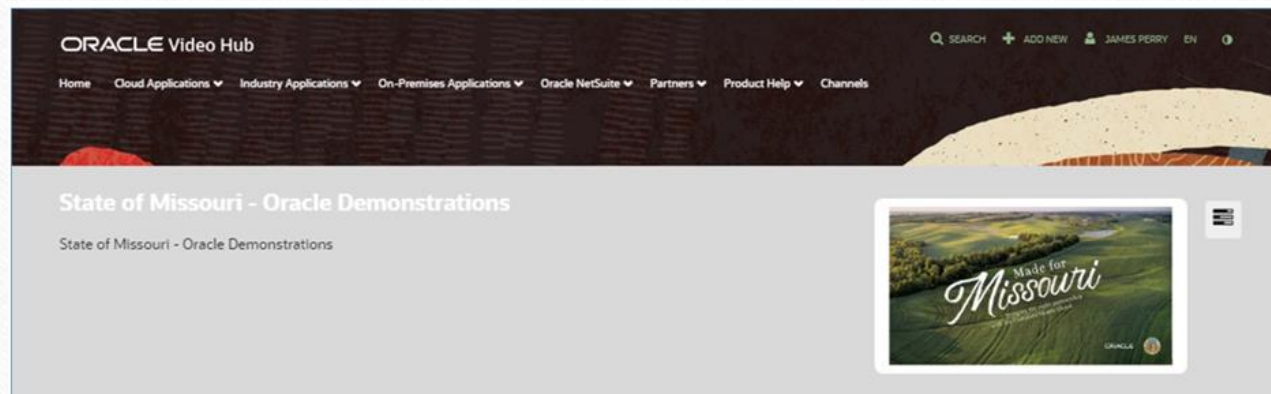 ORACLE Video Hub
SEARCH ADD NEW JAMES PERRY EN
Home Cloud Applications Industry Applications On-Premises Applications Oracle NetSuite Partners Product Help Channels
State of Missouri - Oracle Demonstrations
State of Missouri - Oracle Demonstrations
Made for
Missouri
ORACLE